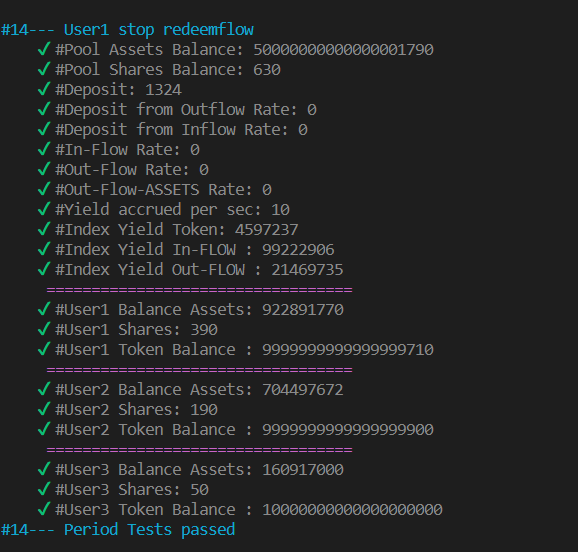 #14--- User1 stop redeemflow
✓ #Pool Assets Balance: 50000000000000001790
✓ #Pool Shares Balance: 630
✓ #Deposit: 1324
✓ #Deposit from Outflow Rate: 0
✓ #Deposit from Inflow Rate: 0
✓ #In-Flow Rate: 0
✓ #Out-Flow Rate: 0
✓ #Out-Flow-ASSETS Rate: 0
✓ #Yield accrued per sec: 10
✓ #Index Yield Token: 4597237
✓ #Index Yield In-FLOW : 99222906
✓ #Index Yield Out-FLOW : 21469735
==================================
✓ #User1 Balance Assets: 922891770
✓ #User1 Shares: 390
✓ #User1 Token Balance : 9999999999999999710
==================================
✓ #User2 Balance Assets: 704497672
✓ #User2 Shares: 190
✓ #User2 Token Balance : 9999999999999999900
==================================
✓ #User3 Balance Assets: 160917000
✓ #User3 Shares: 50
✓ #User3 Token Balance : 10000000000000000000
#14--- Period Tests passed